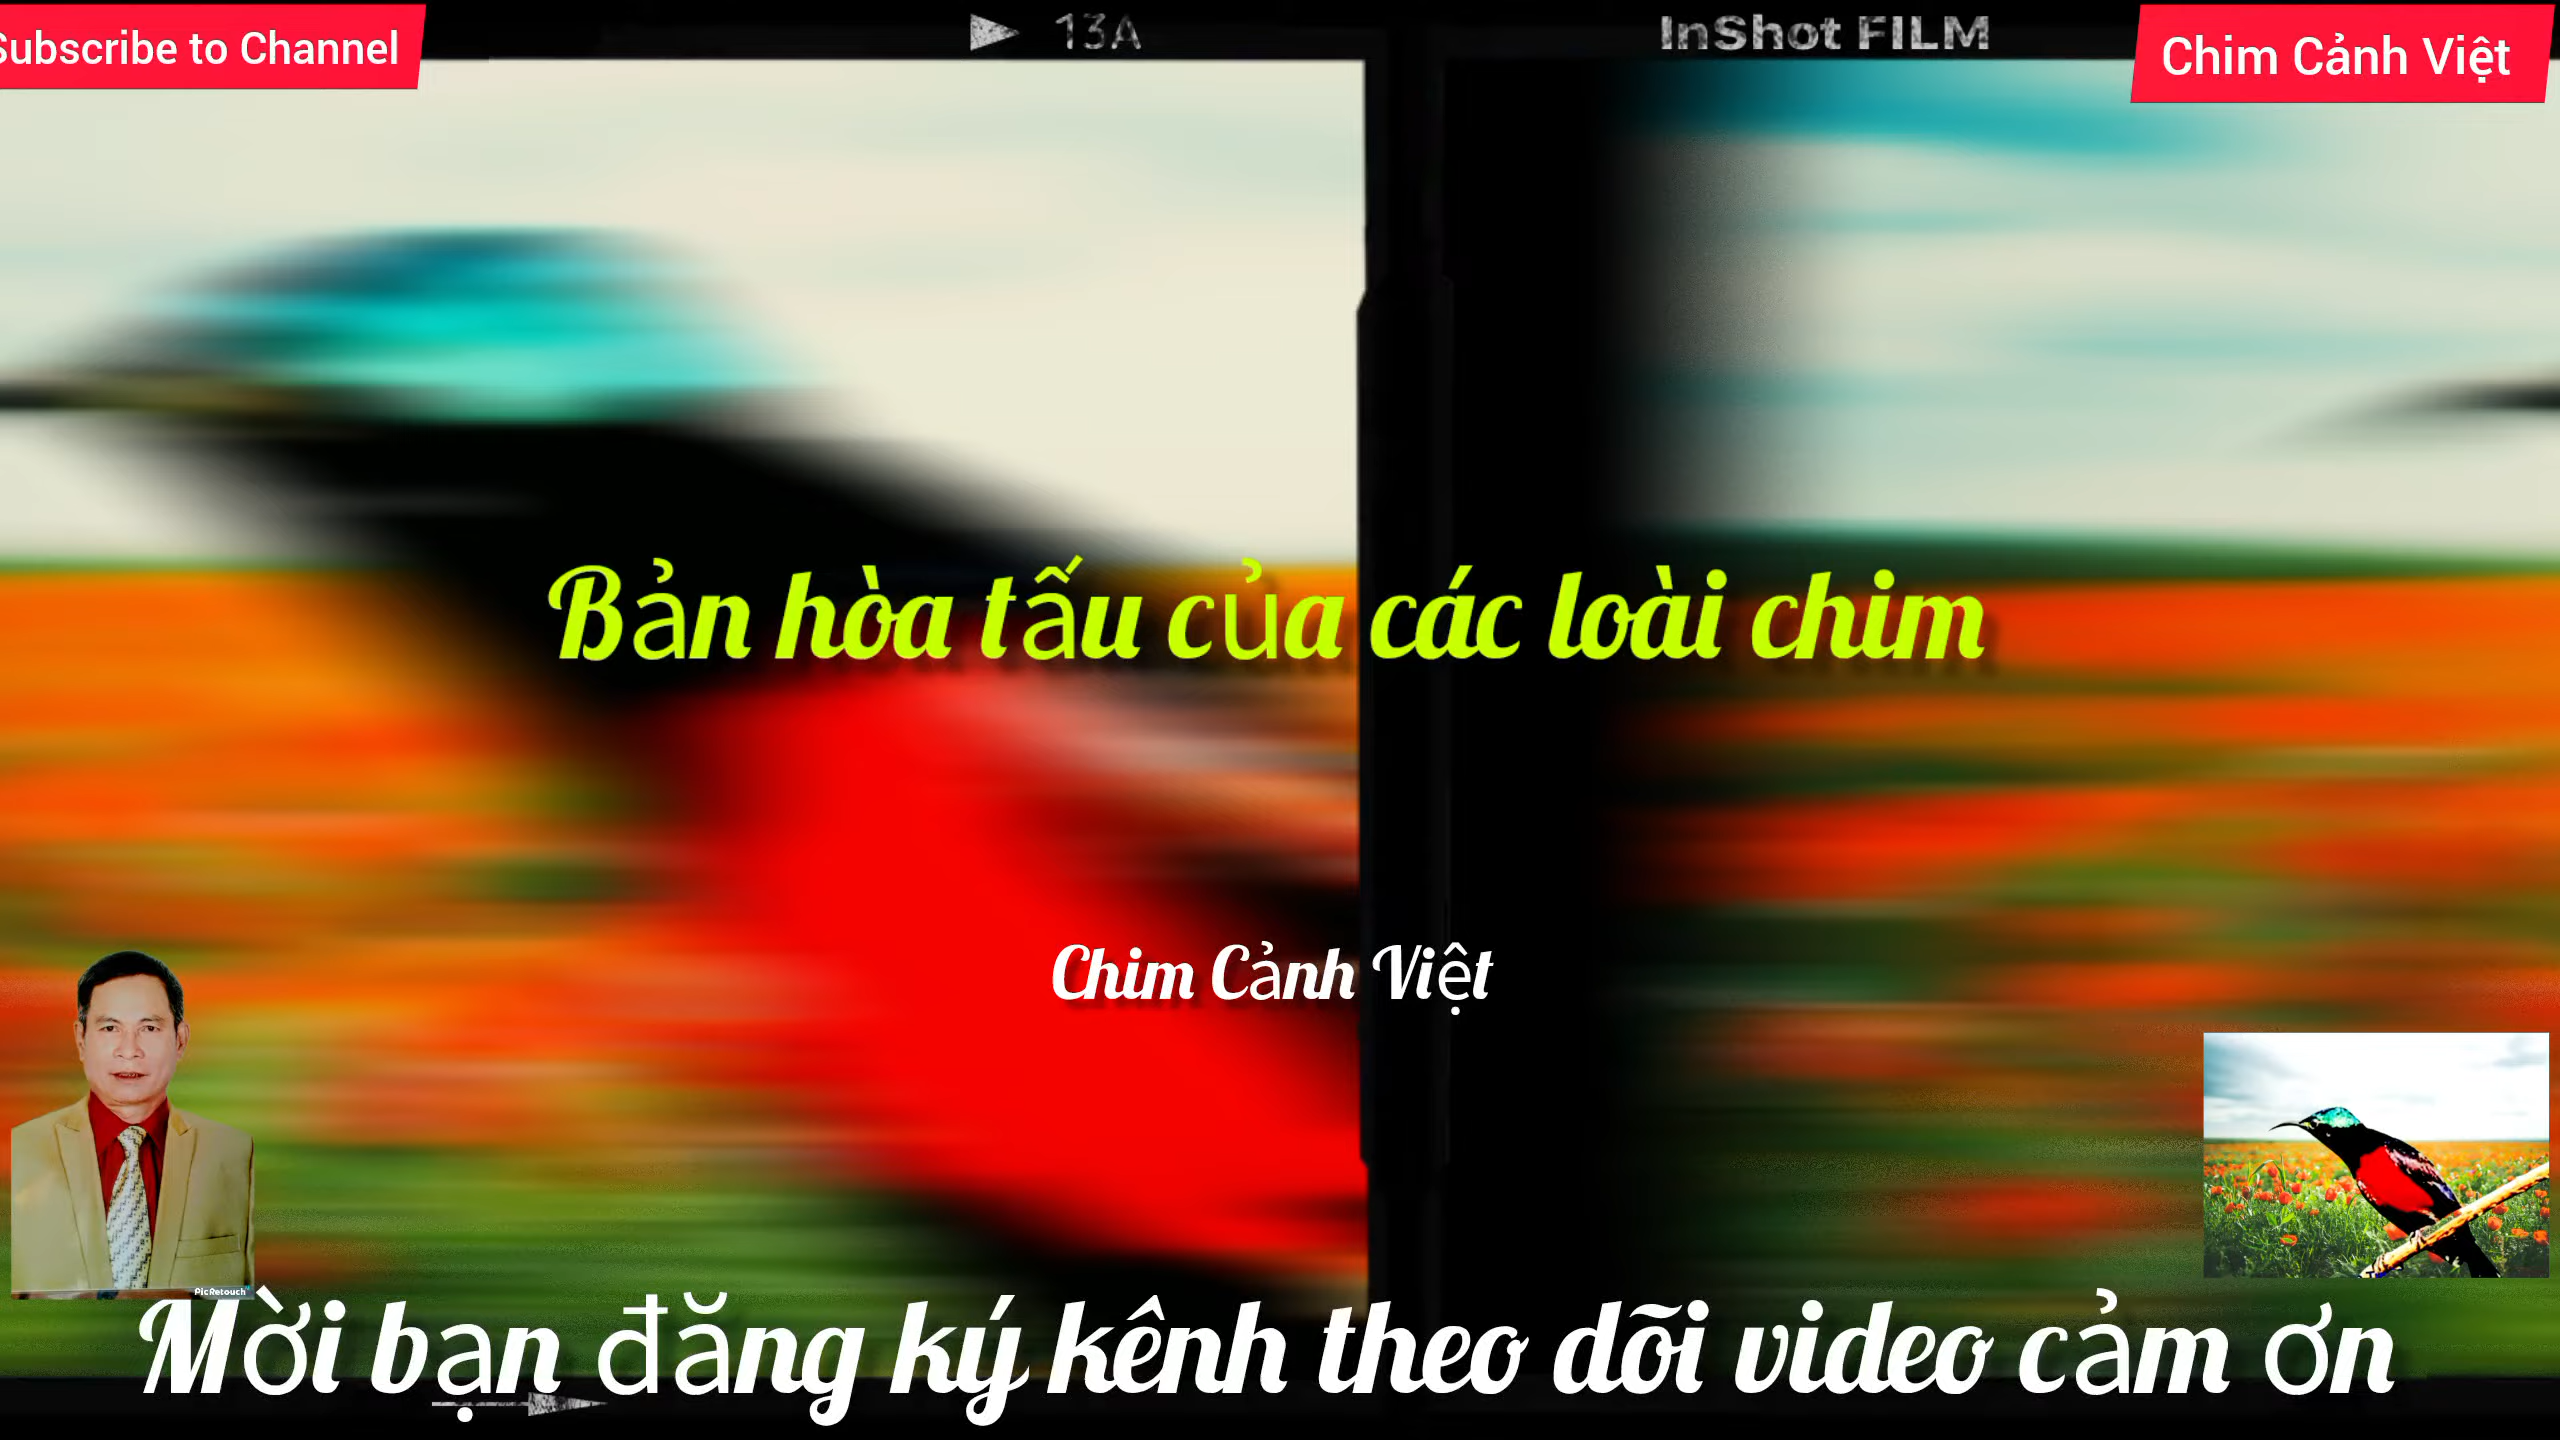 Subscribe to Channel
13A
InShot FILM
Chim Cảnh Việt
Bản hòa tấu của các loài chim
Chim Cảnh Việt
PicRetouch
Mời bạn đăng ký kênh theo dõi video cảm ơn